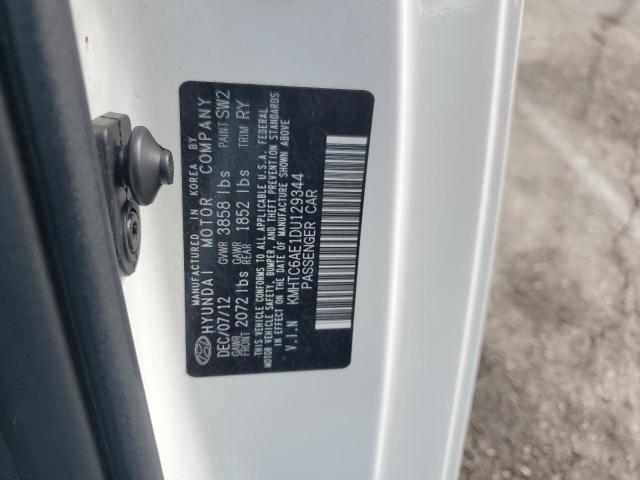 MANUFACTURED IN KOREA BY
HYUNDAI MOTOR COMPANY
DEC/07/12 GVWR 3858 lbs PAINT SW2
GAWR FRONT 2072 lbs GAWR REAR 1852 lbs TRIM RY
THIS VEHICLE CONFORMS TO ALL APPLICABLE U.S.A. FEDERAL
MOTOR VEHICLE SAFETY, BUMPER, AND THEFT PREVENTION STANDARDS
IN EFFECT ON THE DATE OF MANUFACTURE SHOWN ABOVE
V.I.N KMHTC6AE1DU129344
PASSENGER CAR